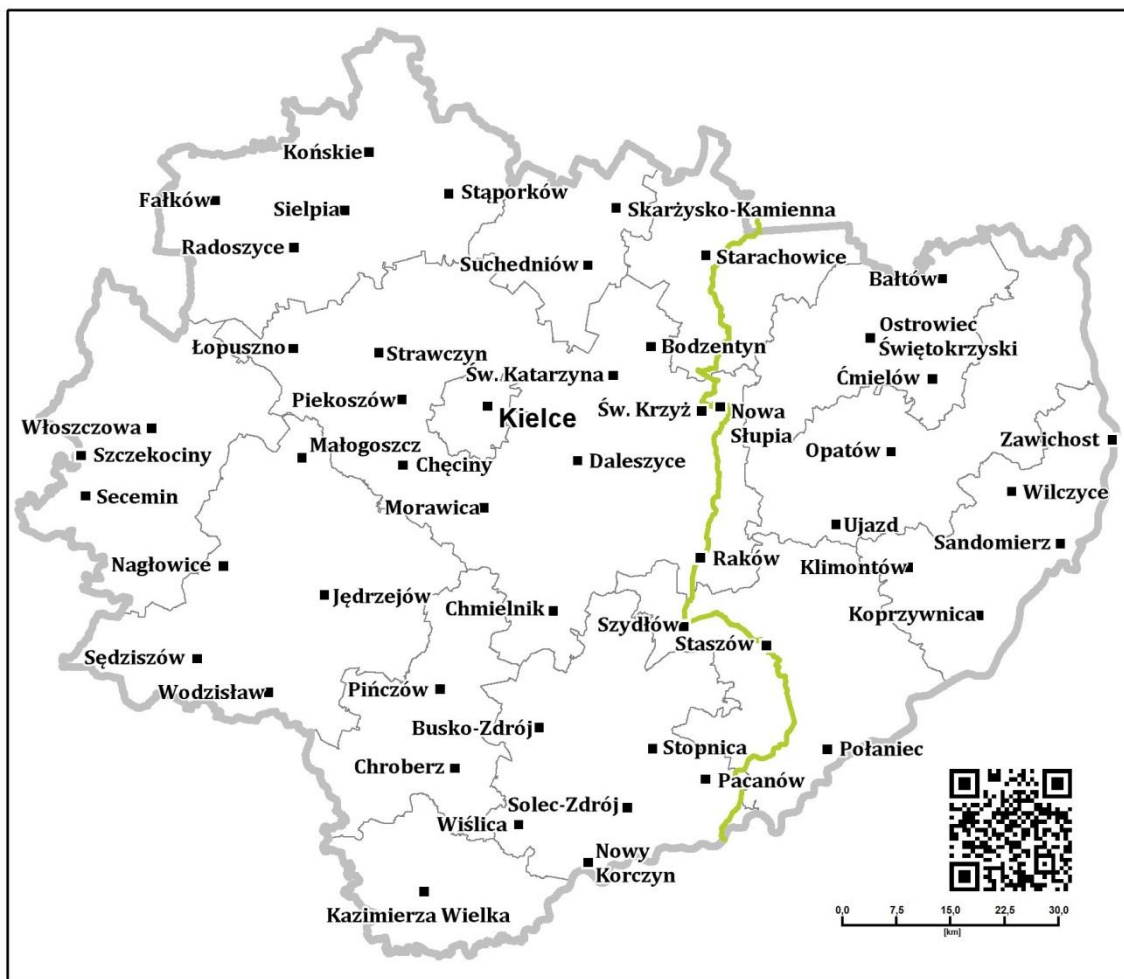 Końskie
Stąporków
Fałków
Sielpia
Skarżysko-Kamienna
Radoszyce
Starachowice
Suchedniów
Bałtów
Ostrowiec
Świętokrzyski
Łopuszno
Strawczyn
Bodzentyn
Św. Katarzyna
Ćmielów
Piekoszów
Kielce
Św. Krzyż
Nowa
Słupia
Włoszczowa
Małogoszcz
Zawichost
Szczekociny
Chęciny
Daleszyce
Opatów
Secemin
Morawica
Wilczyce
Ujazd
Sandomierz
Nagłowice
Raków
Klimontów
Jędrzejów
Chmielnik
Szydłów
Koprzywnica
Staszów
Sędziszów
Wodzisław
Pińczów
Busko-Zdrój
Stopnica
Połaniec
Chroberz
Pacanów
Solec-Zdrój
Wiślica
Nowy
Korczyn
Kazimierza Wielka
0,0 7,5 15,0 22,5 30,0
[km]